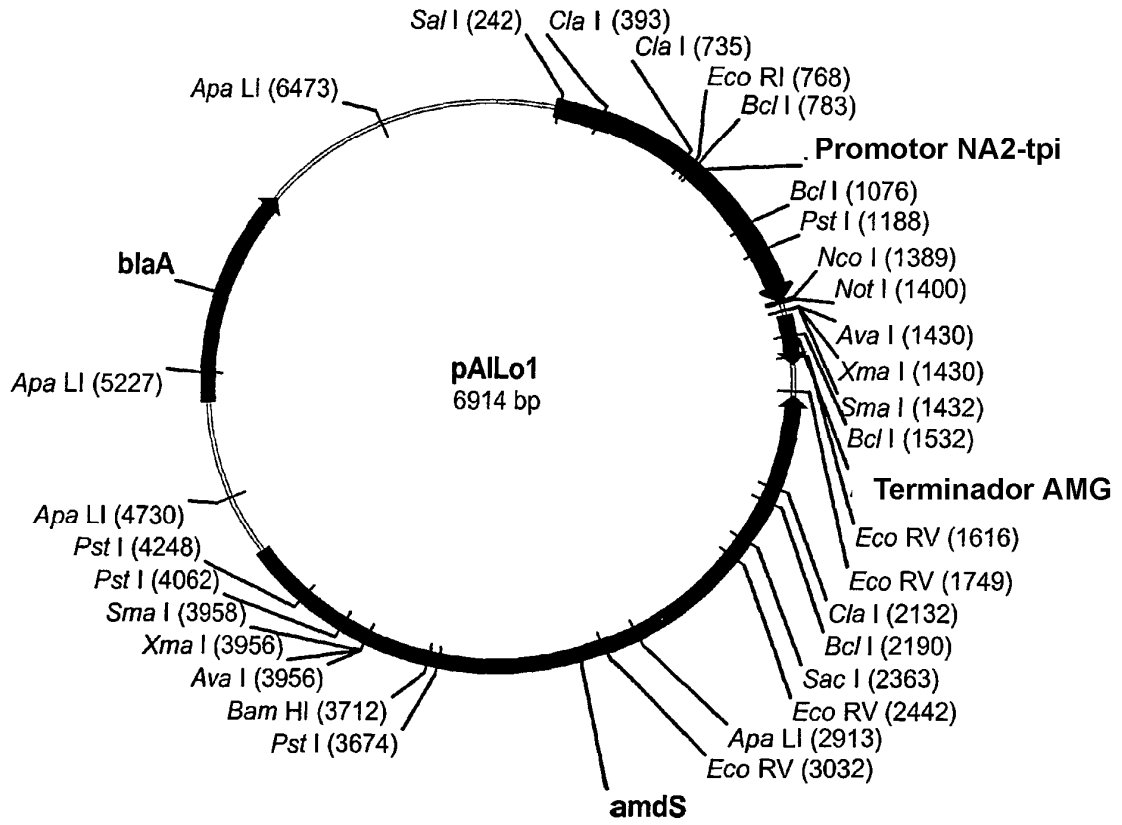 Sal I (242)
Cla I (393)
Cla I (735)
Eco RI (768)
Bcl I (783)
Promotor NA2-tpi
Bcl I (1076)
Pst I (1188)
Nco I (1389)
Not I (1400)
Ava I (1430)
Xma I (1430)
Sma I (1432)
Bcl I (1532)
Terminador AMG
Eco RV (1616)
Eco RV (1749)
Cla I (2132)
Bcl I (2190)
Sac I (2363)
Eco RV (2442)
Apa LI (2913)
Eco RV (3032)
amdS
Pst I (3674)
Bam HI (3712)
Ava I (3956)
Xma I (3956)
Sma I (3958)
Pst I (4062)
Pst I (4248)
Apa LI (4730)
Apa LI (5227)
blaA
Apa LI (6473)
pAlLo1
6914 bp